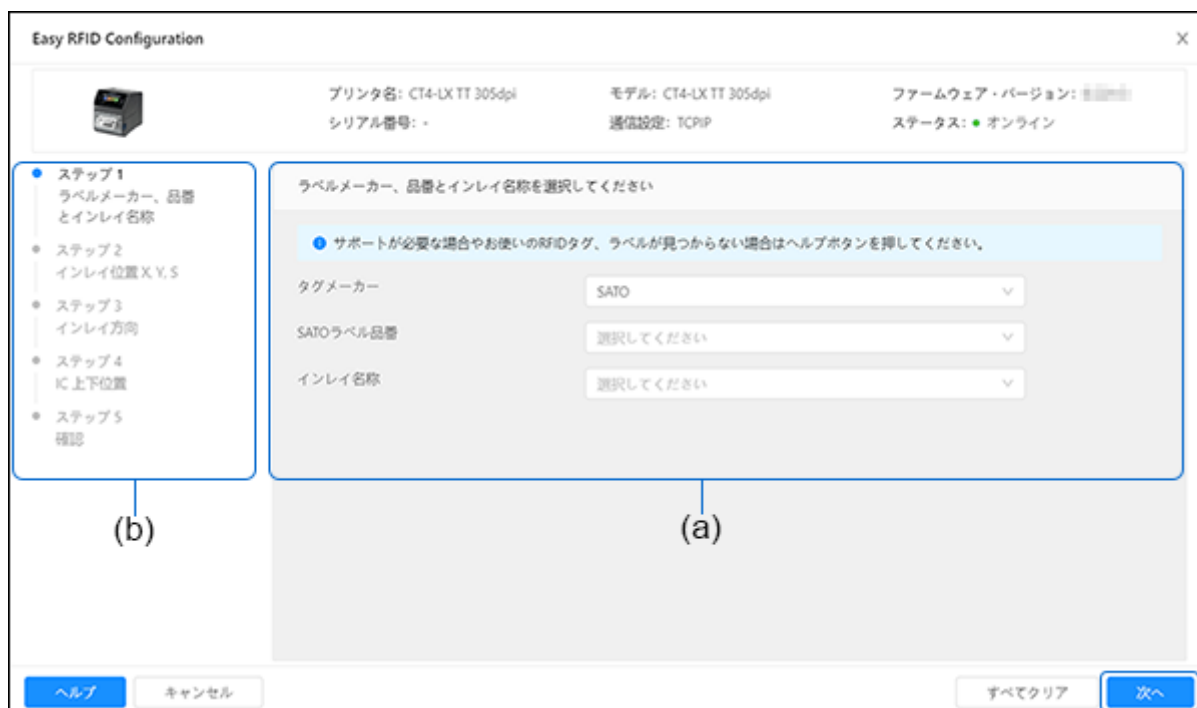 Easy RFID Configuration
プリンタ名: CT4-LX TT 305dpi
モデル: CT4-LX TT 305dpi
ファームウェア・バージョン:
シリアル番号: -
通信設定: TCPIP
ステータス: オンライン
ステップ 1
ラベルメーカー、品番
とインレイ名称
ステップ 2
インレイ位置 X, Y, S
ステップ 3
インレイ方向
ステップ 4
IC 上下位置
ステップ 5
確認
(b)
ラベルメーカー、品番とインレイ名称を選択してください
サポートが必要な場合やお使いのRFIDタグ、ラベルが見つからない場合はヘルプボタンを押してください。
タグメーカー
SATO
SATOラベル品番
選択してください
インレイ名称
選択してください
(a)
ヘルプ
キャンセル
すべてクリア
次へ